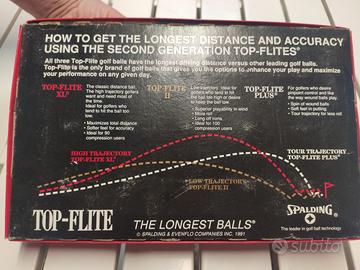 HOW TO GET THE LONGEST DISTANCE AND ACCURACY
USING THE SECOND GENERATION TOP-FLITES®
All three Top-Flite golf balls have the longest driving distance versus other leading golf balls.
Top-Flite is the only brand of golf balls that gives you the options to enhance your play and maximize
your performance on any given day.
TOP-FLITE
XL®
The classic distance ball.
the high trajectory golfers
want and need when off
the tee.
Ideal for golfers who tend
to hit the ball too
low.
• Maximizes total distance
• Softer feel for accuracy
• Ideal for 90
compression users
TOP-FLITE
II®
Low trajectory. Ideal for
golfers who tend to hit
or desire
to keep the ball
low.
• Superior playability in wind
• More roll
• Long off irons
• Ideal for 100
compression users
TOP-FLITE
PLUS®
For golfers who desire
pinpoint control and like
the way wound balls play.
• Spin of wound balls
• Soft feel in putting
• Tour trajectory for
less roll on greens
HIGH TRAJECTORY
TOP-FLITE XL®
TOUR TRAJECTORY
TOP-FLITE PLUS®
LOW TRAJECTORY
TOP-FLITE II
TOP-FLITE
THE LONGEST BALLS®
© SPALDING & EVENFLO COMPANIES INC. 1991
SPALDING®
The leader in golf ball technology
subito